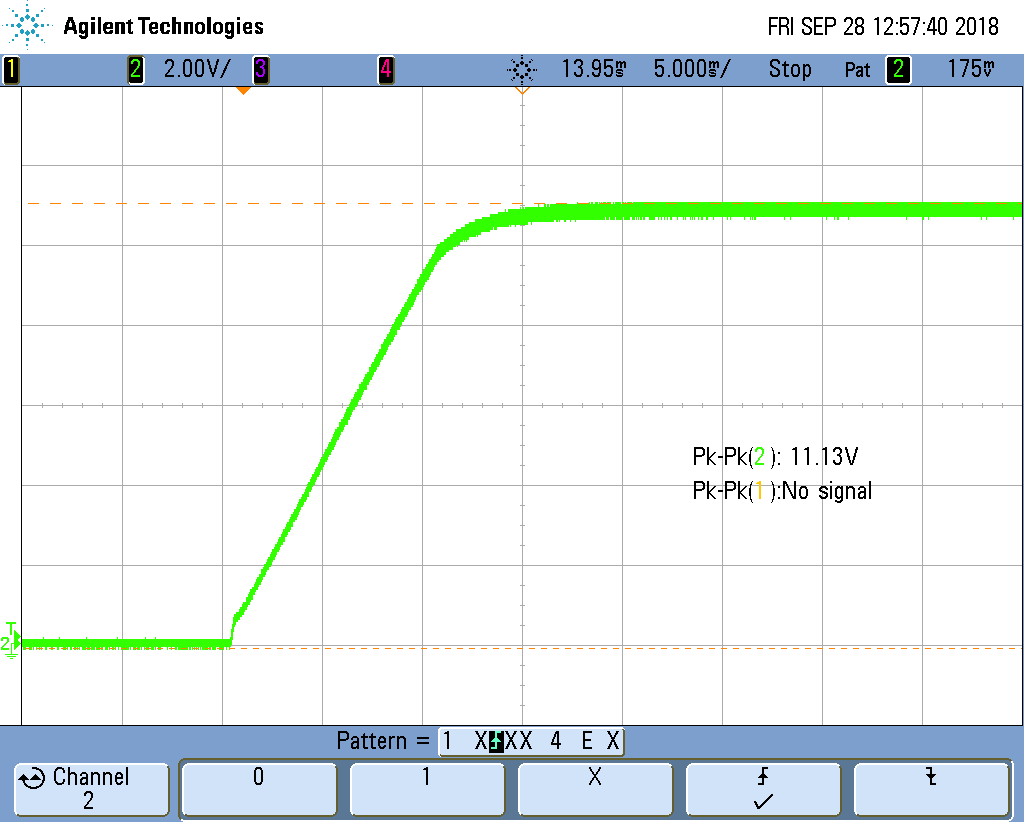 Agilent Technologies
FRI SEP 28 12:57:40 2018
1 2 2.00V/ 3 4 13.95ms 5.000ms/ Stop Pat 2 175mV
Pk-Pk(2): 11.13V
Pk-Pk(1):No signal
T
2
Pattern = 1 X↑XX 4 E X
Channel 0 1 X
2 ✓